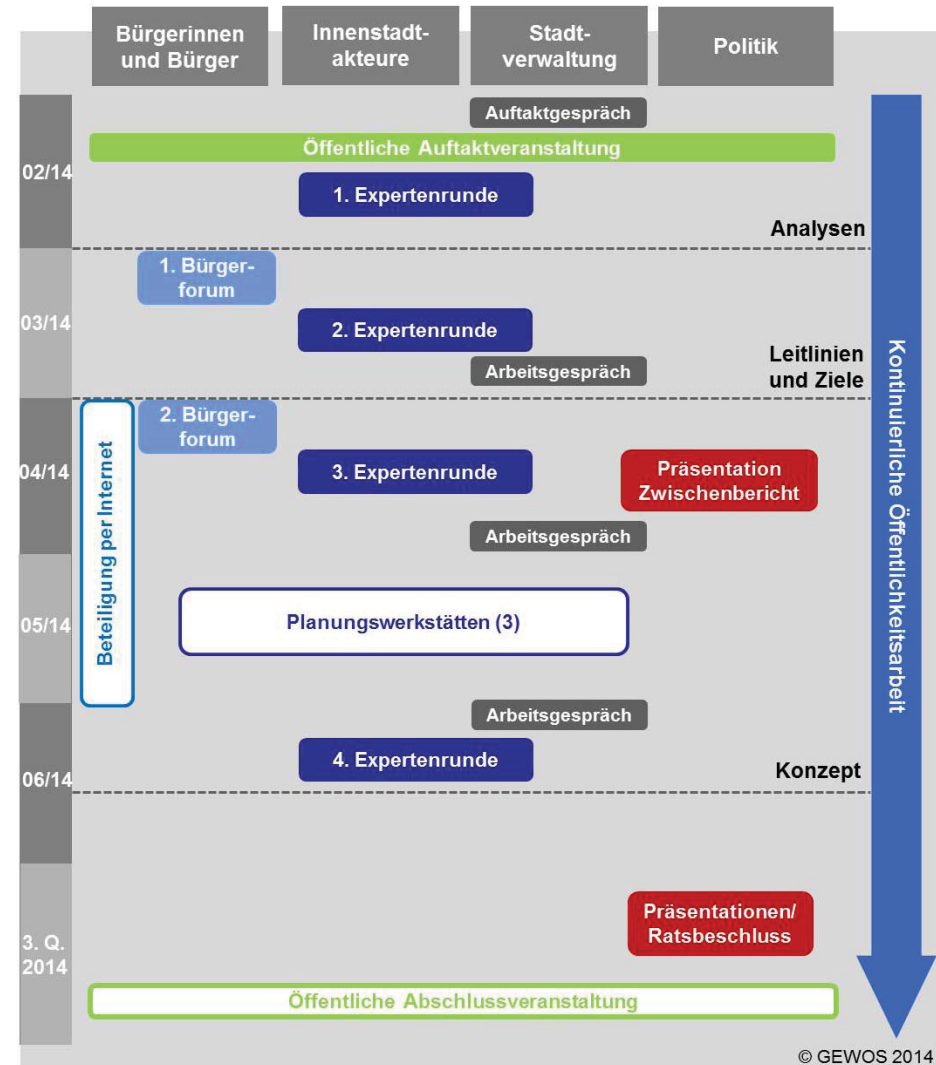 Bürgerinnen
und Bürger
Innenstadt-
akteure
Stadt-
verwaltung
Politik
Auftaktgespräch
Öffentliche Auftaktveranstaltung
02/14
1. Expertenrunde
Analysen
1. Bürger-
forum
03/14
2. Expertenrunde
Arbeitsgespräch
Leitlinien
und Ziele
Kontinuierliche Öffentlichkeitsarbeit
Beteiligung per Internet
2. Bürger-
forum
04/14
3. Expertenrunde
Präsentation
Zwischenbericht
Arbeitsgespräch
05/14
Planungswerkstätten (3)
Arbeitsgespräch
4. Expertenrunde
06/14
Konzept
Präsentationen/
Ratsbeschluss
3. Q.
2014
Öffentliche Abschlussveranstaltung
© GEWOS 2014